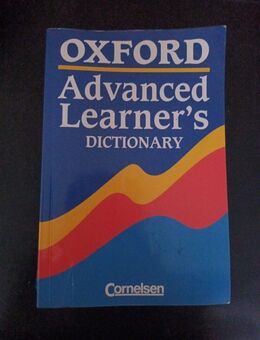 OXFORD
Advanced
Learner's
DICTIONARY
Cornelsen